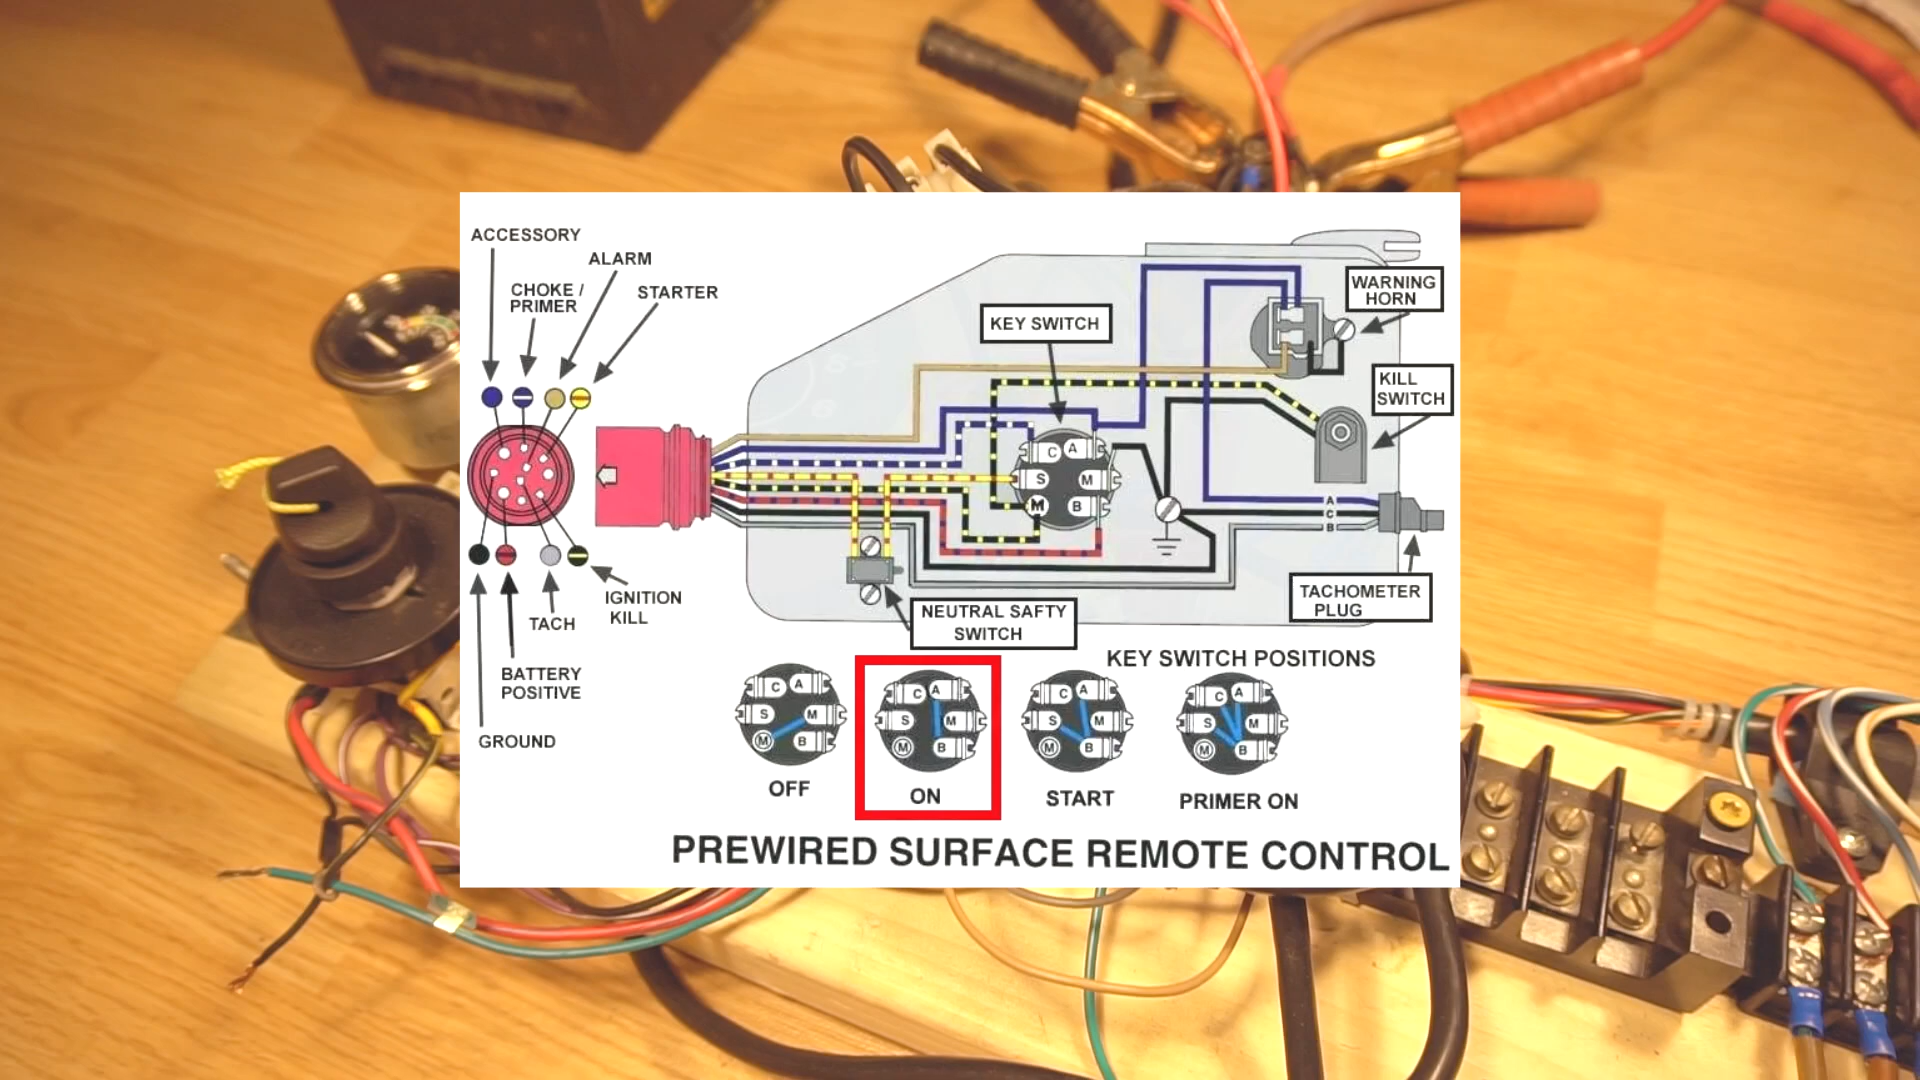 ACCESSORY
ALARM
CHOKE /
PRIMER
STARTER
KEY SWITCH
WARNING
HORN
KILL
SWITCH
C A
S M
M B
A
C
B
TACHOMETER
PLUG
NEUTRAL SAFTY
SWITCH
IGNITION
KILL
TACH
BATTERY
POSITIVE
GROUND
KEY SWITCH POSITIONS
C A
S M
M B
OFF
C A
S M
M B
ON
C A
S M
M B
START
C A
S M
M B
PRIMER ON
PREWIRED SURFACE REMOTE CONTROL